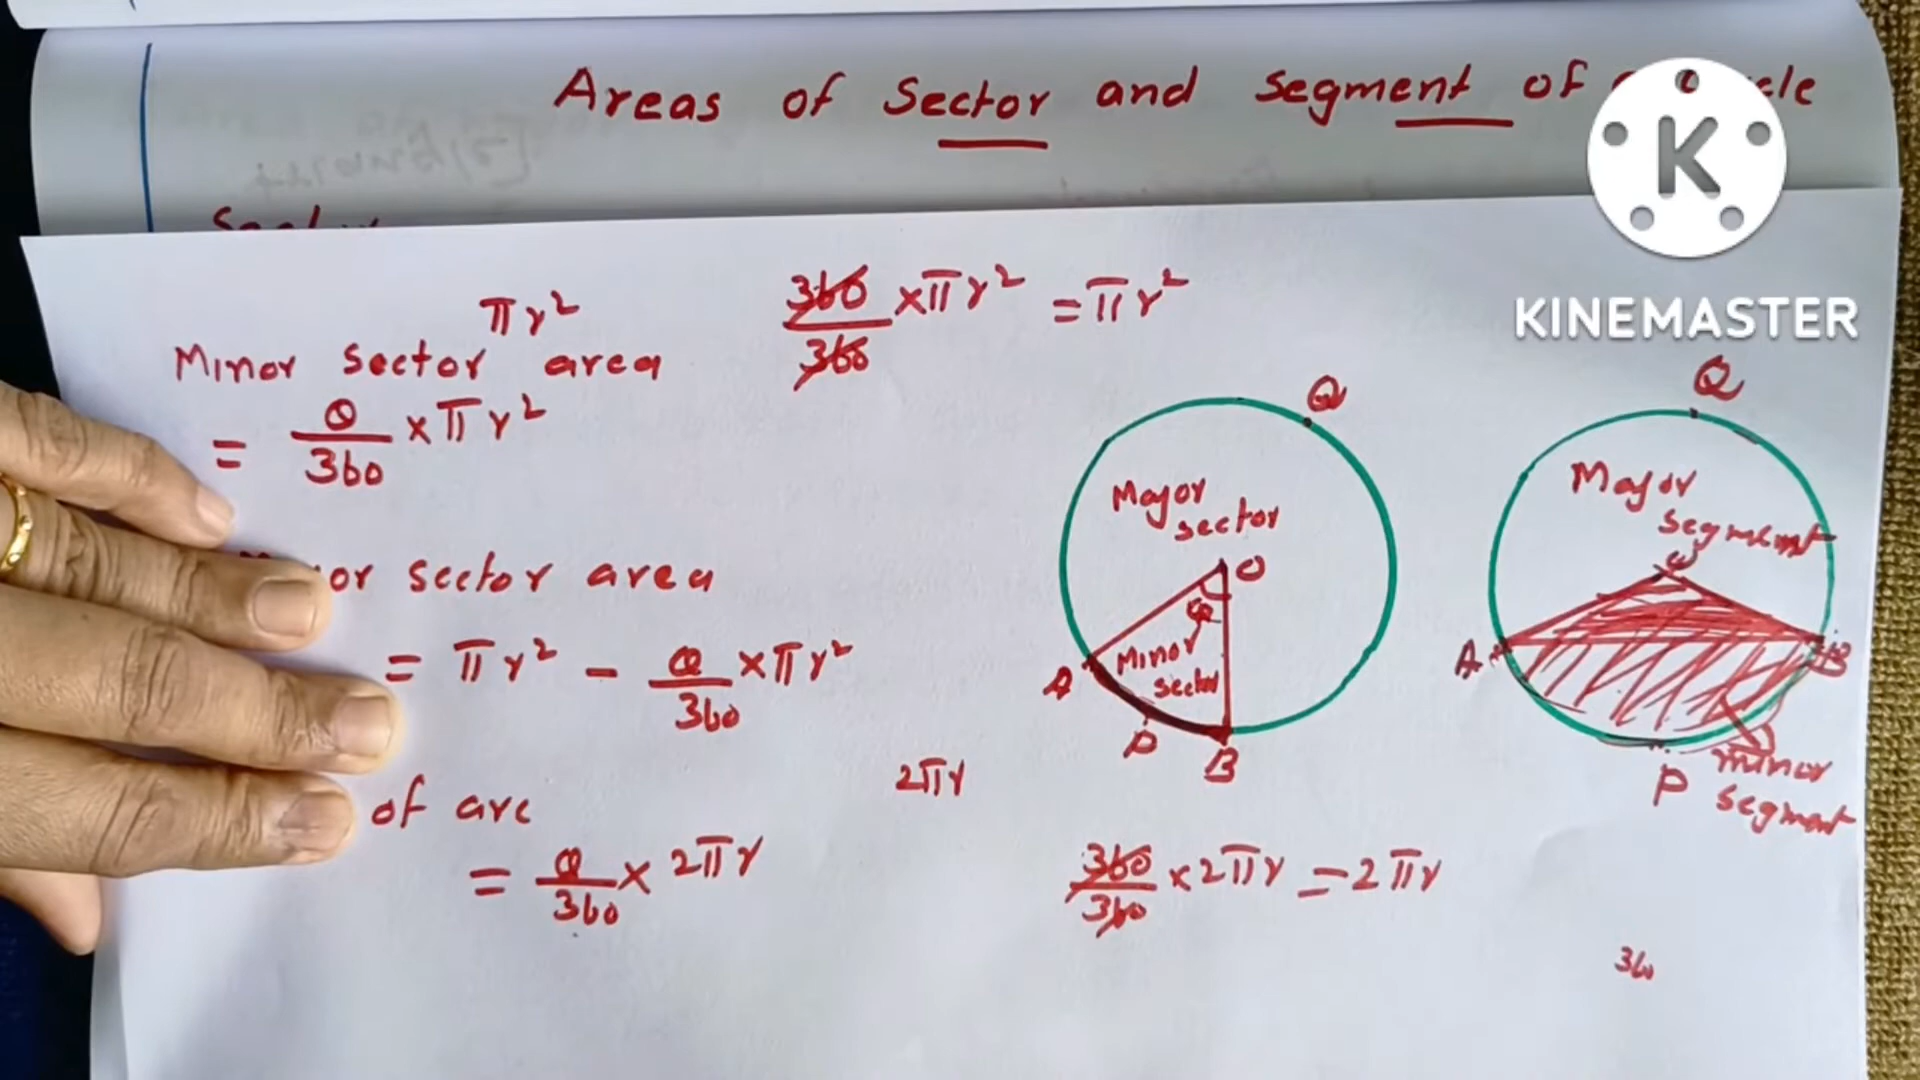 Areas of Sector and Segment of
Sector
πr²
360/360 × πr² = πr²
Minor sector area
= θ/360 × πr²
sector area
= πr² - θ/360 × πr²
of arc
2πr
= θ/360 × 2πr
360/360 × 2πr = 2πr
360
Q
Major
sector
O
θ
Minor
sector
A
P
B
Q
Major
segment
O
A
B
P
minor
segment
K
KINEMASTER